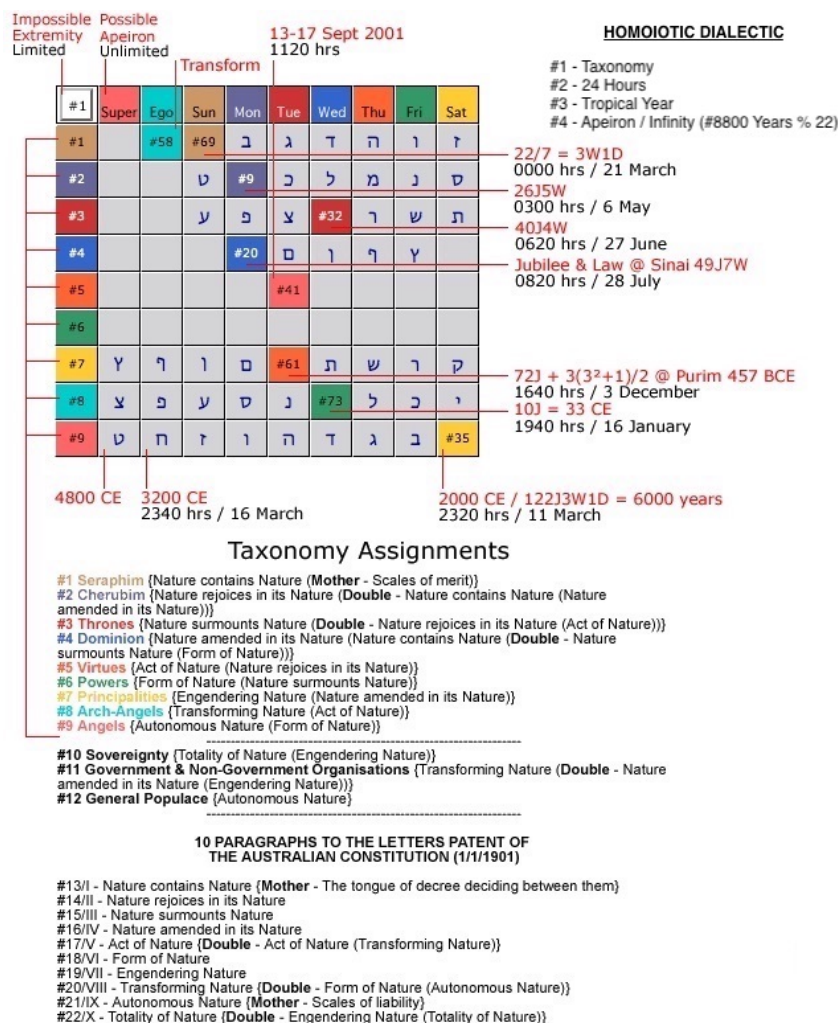 Impossible Possible
Extremity Apeiron
Limited Unlimited
Transform
13-17 Sept 2001
1120 hrs
HOMOIOTIC DIALECTIC
#1 - Taxonomy
#2 - 24 Hours
#3 - Tropical Year
#4 - Apeiron / Infinity (#8800 Years % 22)
#1 Super Ego Sun Mon Tue Wed Thu Fri Sat
#1 #58 #69 ב ג ד ה ו ז
#2 ט #9 כ ל מ נ ס
#3 ע פ צ #32 ר ש ת
#4 #20 ם ן ף ץ
#5 #41
#6
#7 ץ ף ן ם #61 ת ש ר ק
#8 צ פ ע ס נ #73 ל כ י
#9 ט ח ז ו ה ד ג ב #35
22/7 = 3W1D
0000 hrs / 21 March
26J5W
0300 hrs / 6 May
40J4W
0620 hrs / 27 June
Jubilee & Law @ Sinai 49J7W
0820 hrs / 28 July
72J + 3(3²+1)/2 @ Purim 457 BCE
1640 hrs / 3 December
10J = 33 CE
1940 hrs / 16 January
4800 CE
3200 CE
2340 hrs / 16 March
2000 CE / 122J3W1D = 6000 years
2320 hrs / 11 March
Taxonomy Assignments
#1 Seraphim {Nature contains Nature (Mother - Scales of merit)}
#2 Cherubim {Nature rejoices in its Nature (Double - Nature contains Nature (Nature
amended in its Nature))}
#3 Thrones {Nature surmounts Nature (Double - Nature rejoices in its Nature (Act of Nature))}
#4 Dominion {Nature amended in its Nature (Nature contains Nature (Double - Nature
surmounts Nature (Form of Nature))}
#5 Virtues {Act of Nature (Nature rejoices in its Nature)}
#6 Powers {Form of Nature (Nature surmounts Nature)}
#7 Principalities {Engendering Nature (Nature amended in its Nature)}
#8 Arch-Angels {Transforming Nature (Act of Nature)}
#9 Angels {Autonomous Nature (Form of Nature)}
#10 Sovereignty {Totality of Nature (Engendering Nature)}
#11 Government & Non-Government Organisations {Transforming Nature (Double - Nature
amended in its Nature (Engendering Nature))}
#12 General Populace {Autonomous Nature}
10 PARAGRAPHS TO THE LETTERS PATENT OF
THE AUSTRALIAN CONSTITUTION (1/1/1901)
#13/I - Nature contains Nature {Mother - The tongue of decree deciding between them}
#14/II - Nature rejoices in its Nature
#15/III - Nature surmounts Nature
#16/IV - Nature amended in its Nature
#17/V - Act of Nature {Double - Act of Nature (Transforming Nature)}
#18/VI - Form of Nature
#19/VII - Engendering Nature
#20/VIII - Transforming Nature {Double - Form of Nature (Autonomous Nature)}
#21/IX - Autonomous Nature {Mother - Scales of liability}
#22/X - Totality of Nature {Double - Engendering Nature (Totality of Nature)}